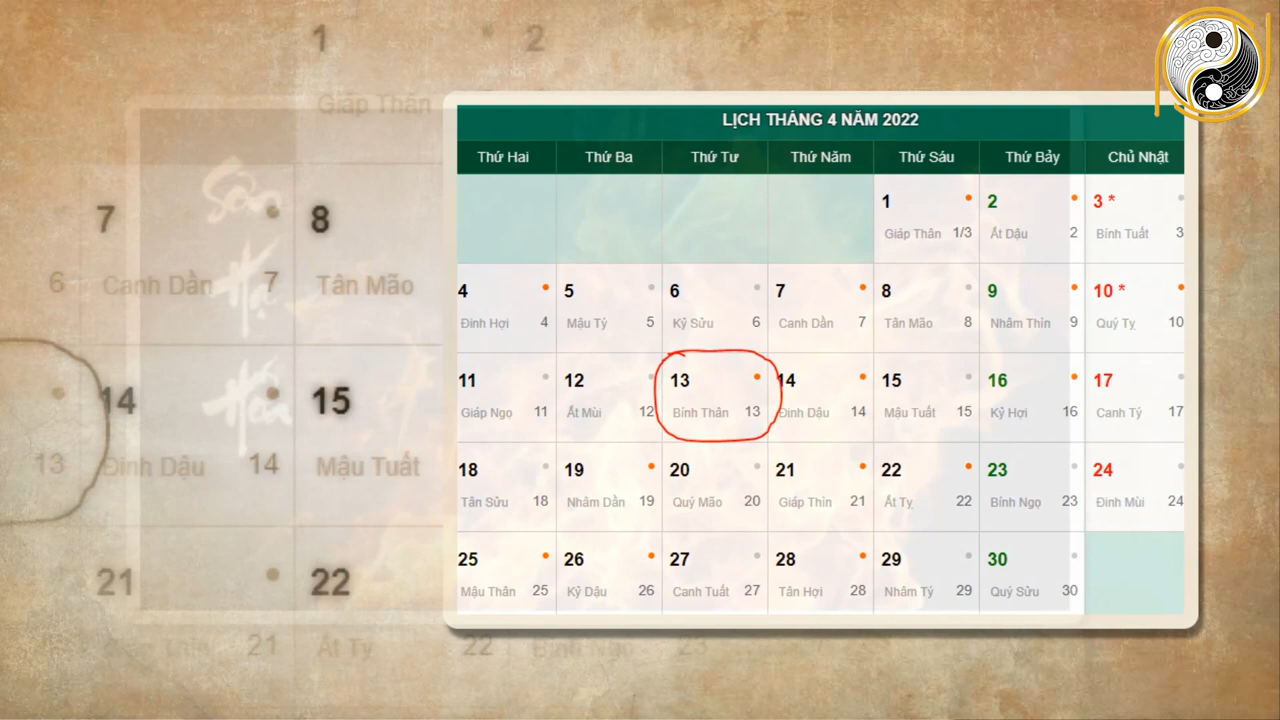 1 2
Giáp Thân
LỊCH THÁNG 4 NĂM 2022
Thứ Hai Thứ Ba Thứ Tư Thứ Năm Thứ Sáu Thứ Bảy Chủ Nhật
1 2 3 *
Giáp Thân 1/3 Ất Dậu 2 Bính Tuất 3
4 5 6 7 8 9 10 *
Đinh Hợi 4 Mậu Tý 5 Kỷ Sửu 6 Canh Dần 7 Tân Mão 8 Nhâm Thìn 9 Quý Tỵ 10
11 12 13 14 15 16 17
Giáp Ngọ 11 Ất Mùi 12 Bính Thân 13 Đinh Dậu 14 Mậu Tuất 15 Kỷ Hợi 16 Canh Tý 17
18 19 20 21 22 23 24
Tân Sửu 18 Nhâm Dần 19 Quý Mão 20 Giáp Thìn 21 Ất Tỵ 22 Bính Ngọ 23 Đinh Mùi 24
25 26 27 28 29 30
Mậu Thân 25 Kỷ Dậu 26 Canh Tuất 27 Tân Hợi 28 Nhâm Tý 29 Quý Sửu 30
7 8
6 Canh Dần 7 Tân Mão
14 15
13 Đinh Dậu 14 Mậu Tuất
21 22
21 Ất Tỵ 22 Bính Ngọ 23
Sơn
Hạ
Hỏa